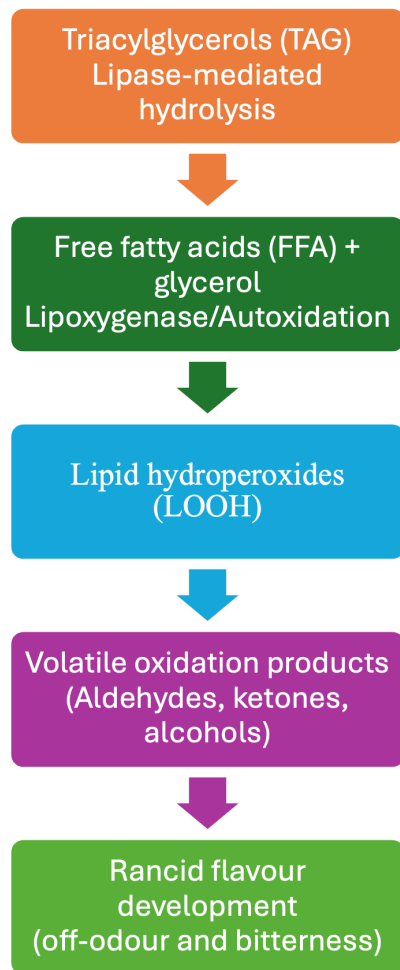 Triacylglycerols (TAG)
Lipase-mediated
hydrolysis
Free fatty acids (FFA) +
glycerol
Lipoxygenase/Autoxidation
Lipid hydroperoxides
(LOOH)
Volatile oxidation products
(Aldehydes, ketones,
alcohols)
Rancid flavour
development
(off-odour and bitterness)